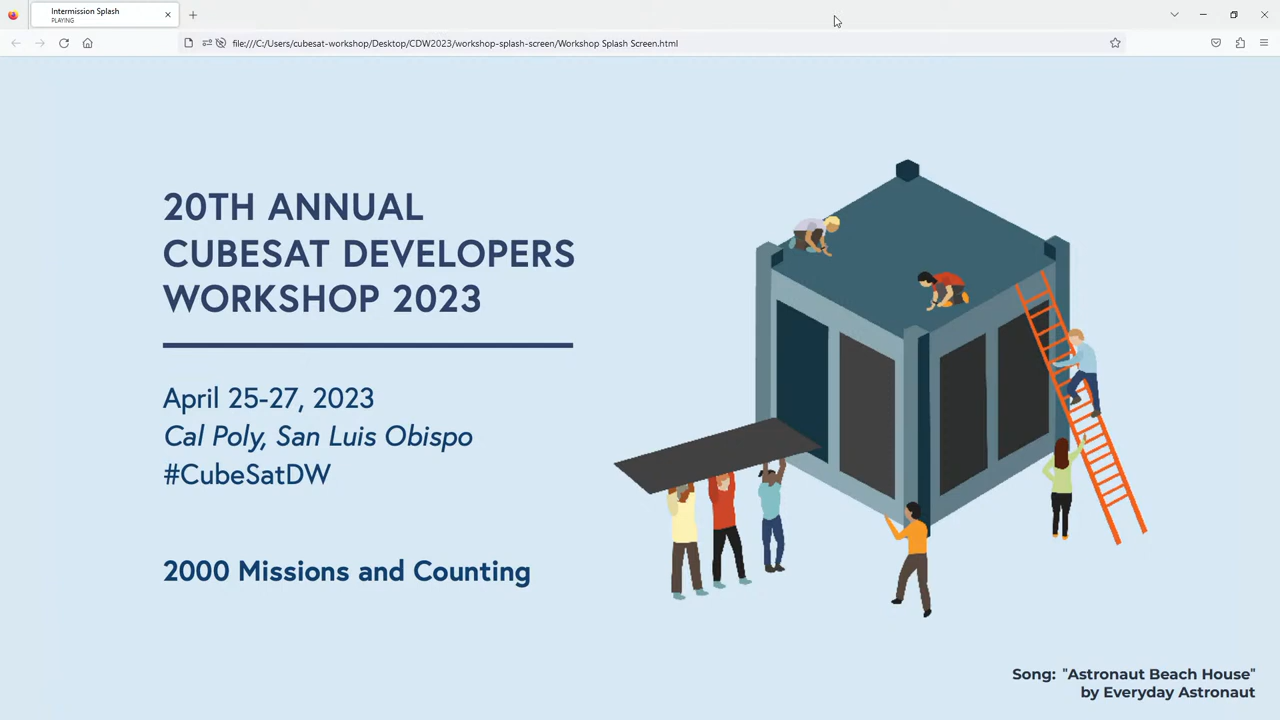 Intermission Splash
PLAYING
file:///C:/Users/cubesat-workshop/Desktop/CDW2023/workshop-splash-screen/Workshop Splash Screen.html
20TH ANNUAL
CUBESAT DEVELOPERS
WORKSHOP 2023
April 25-27, 2023
Cal Poly, San Luis Obispo
#CubeSatDW
2000 Missions and Counting
Song: "Astronaut Beach House"
by Everyday Astronaut